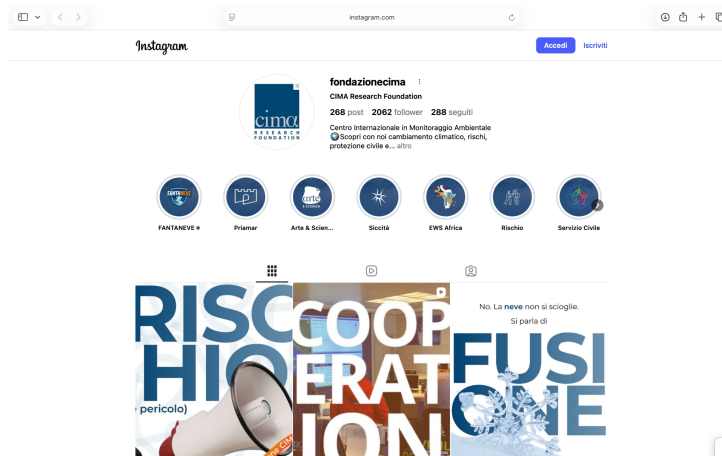 instagram.com
Instagram
Accedi
Iscriviti
fondazionecima
CIMA Research Foundation
268 post 2062 follower 288 seguiti
Centro Internazionale in Monitoraggio Ambientale
Scopri con noi cambiamento climatico, rischi,
protezione civile e... altro
cima
RESEARCH
FOUNDATION
FANTANEVE
arte
E SCIENZA
FANTANEVE
Priamar
Arte & Scien...
Siccità
EWS Africa
Rischio
Servizio Civile
RISC
HIO
pericolo)
COOP
ERAT
ION
No. La neve non si scioglie.
Si parla di
FUSI
ONE